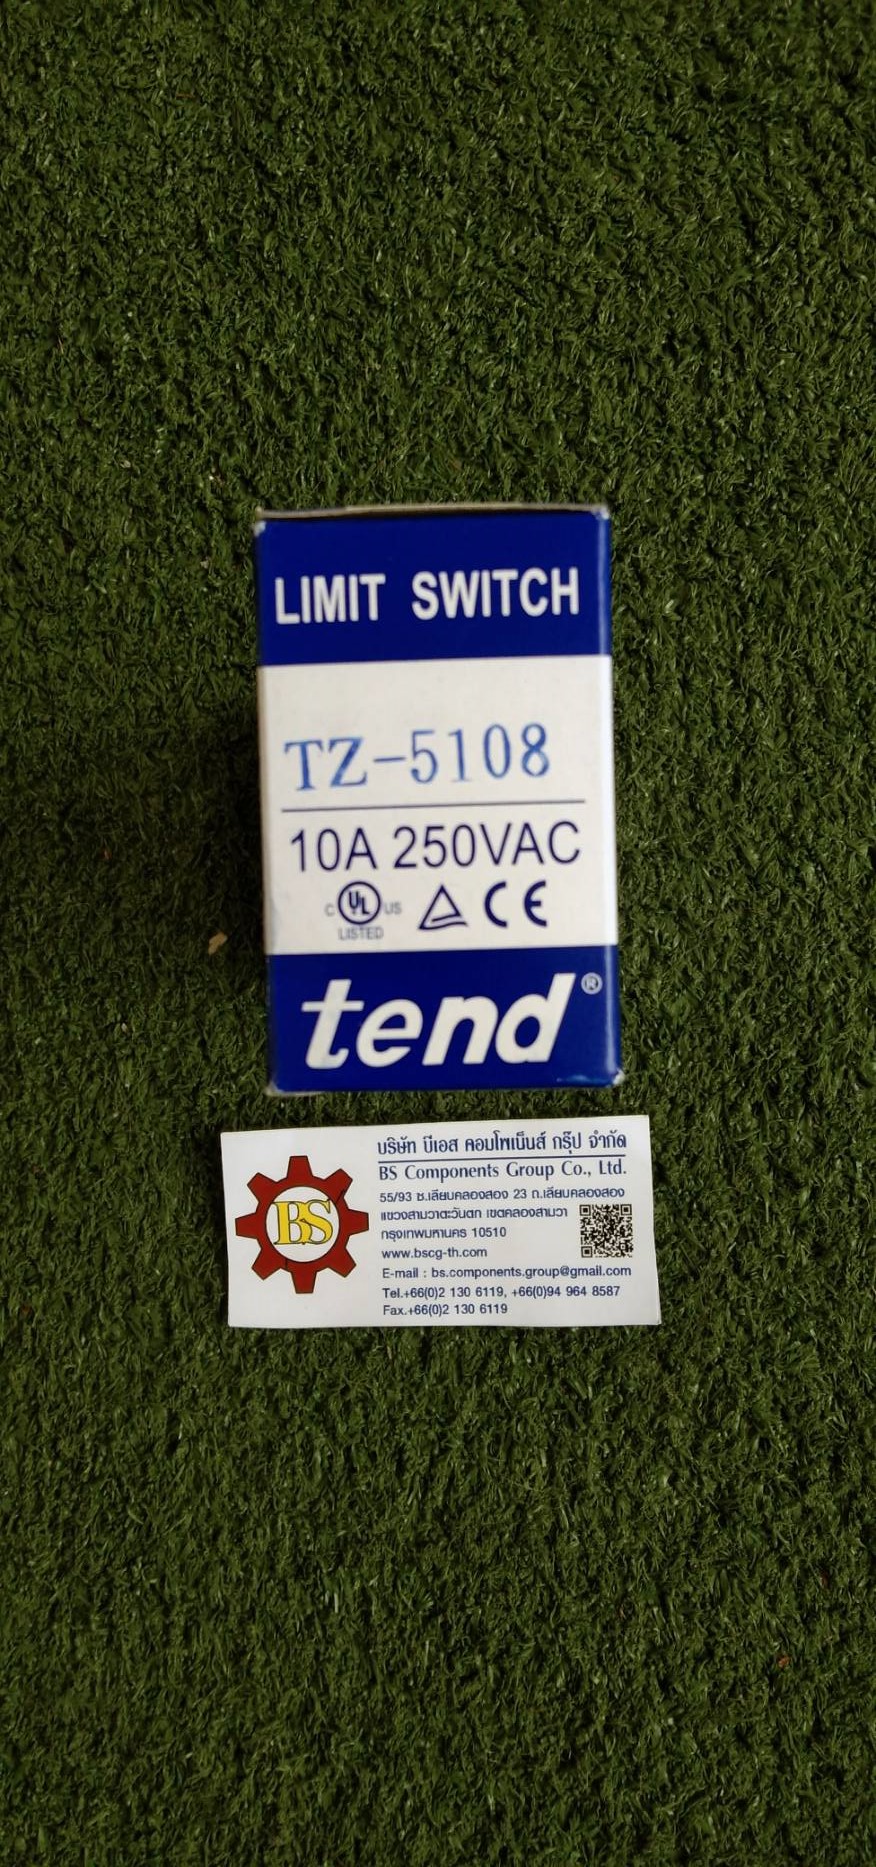 LIMIT SWITCH
TZ-5108
10A 250VAC
C UL US
LISTED
CE
tend®
BS
บริษัท บีเอส คอมโพเน็นส์ กรุ๊ป จำกัด
BS Components Group Co., Ltd.
55/93 ซ.เลียบคลองสอง 23 ถ.เลียบคลองสอง
แขวงสามวาตะวันตก เขตคลองสามวา
กรุงเทพมหานคร 10510
www.bscg-th.com
E-mail : bs.components.group@gmail.com
Tel.+66(0)2 130 6119, +66(0)94 964 8587
Fax.+66(0)2 130 6119